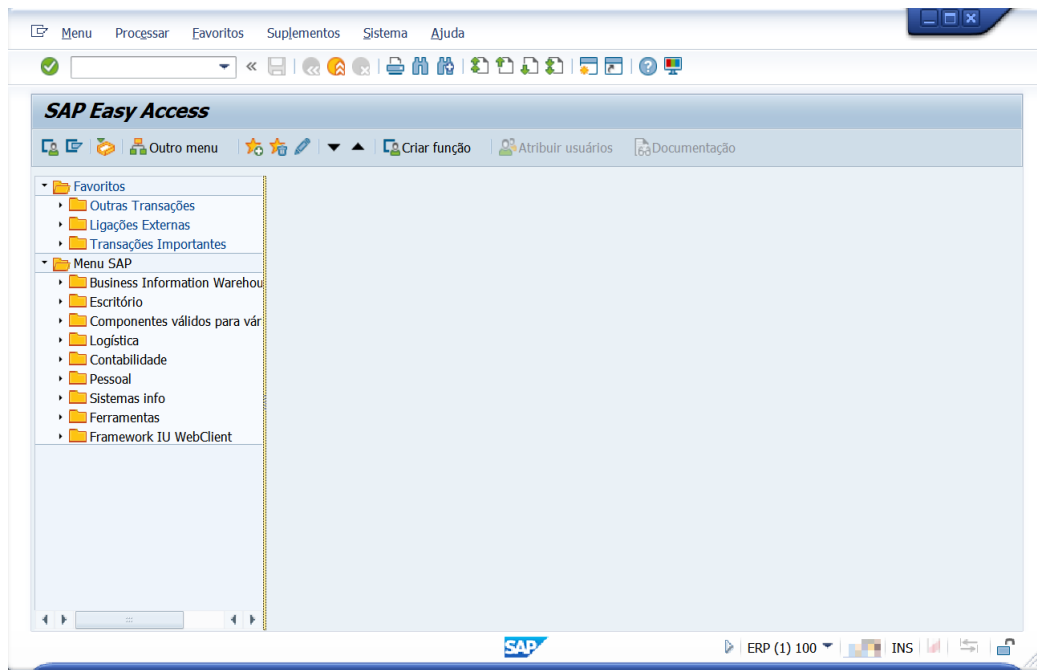 Menu Processar Favoritos Suplementos Sistema Ajuda
SAP Easy Access
Outro menu Criar função Atribuir usuários Documentação
Favoritos
Outras Transações
Ligações Externas
Transações Importantes
Menu SAP
Business Information Warehou
Escritório
Componentes válidos para vár
Logística
Contabilidade
Pessoal
Sistemas info
Ferramentas
Framework IU WebClient
SAP ERP (1) 100 INS